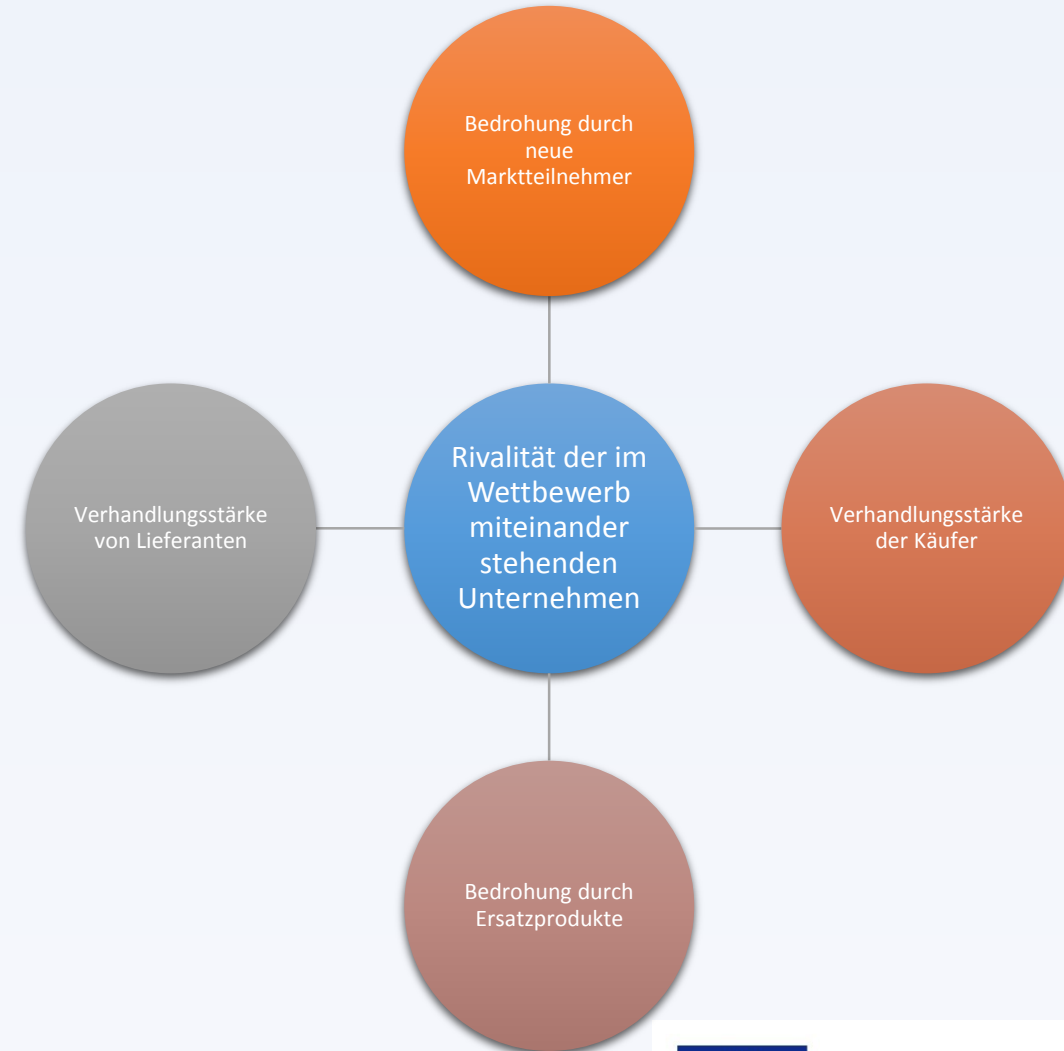 Bedrohung durch
neue
Marktteilnehmer
Verhandlungsstärke
von Lieferanten
Rivalität der im
Wettbewerb
miteinander
stehenden
Unternehmen
Verhandlungsstärke
der Käufer
Bedrohung durch
Ersatzprodukte